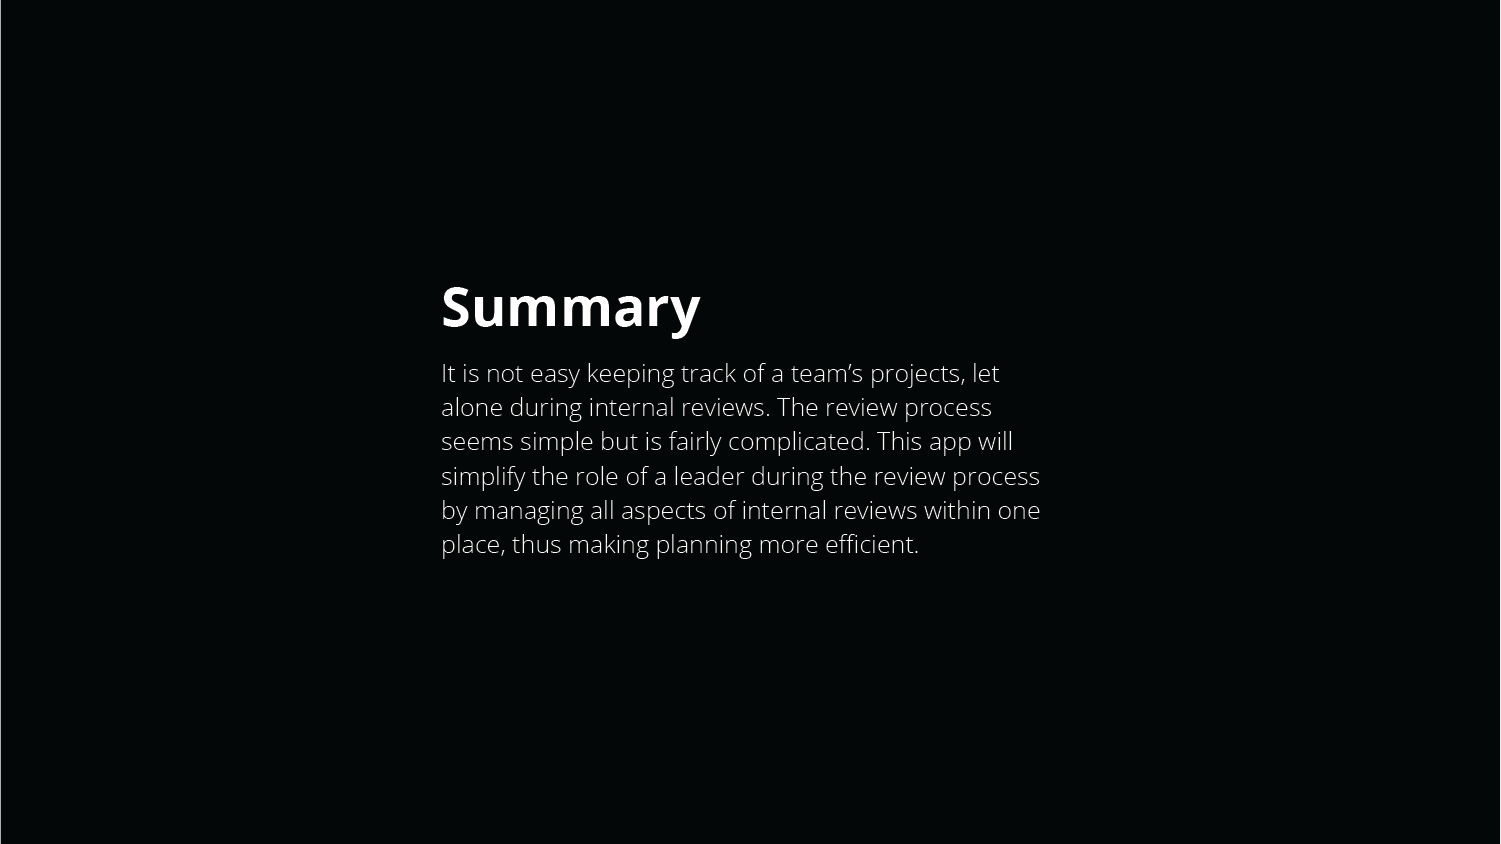 Summary
It is not easy keeping track of a team’s projects, let
alone during internal reviews. The review process
seems simple but is fairly complicated. This app will
simplify the role of a leader during the review process
by managing all aspects of internal reviews within one
place, thus making planning more efficient.